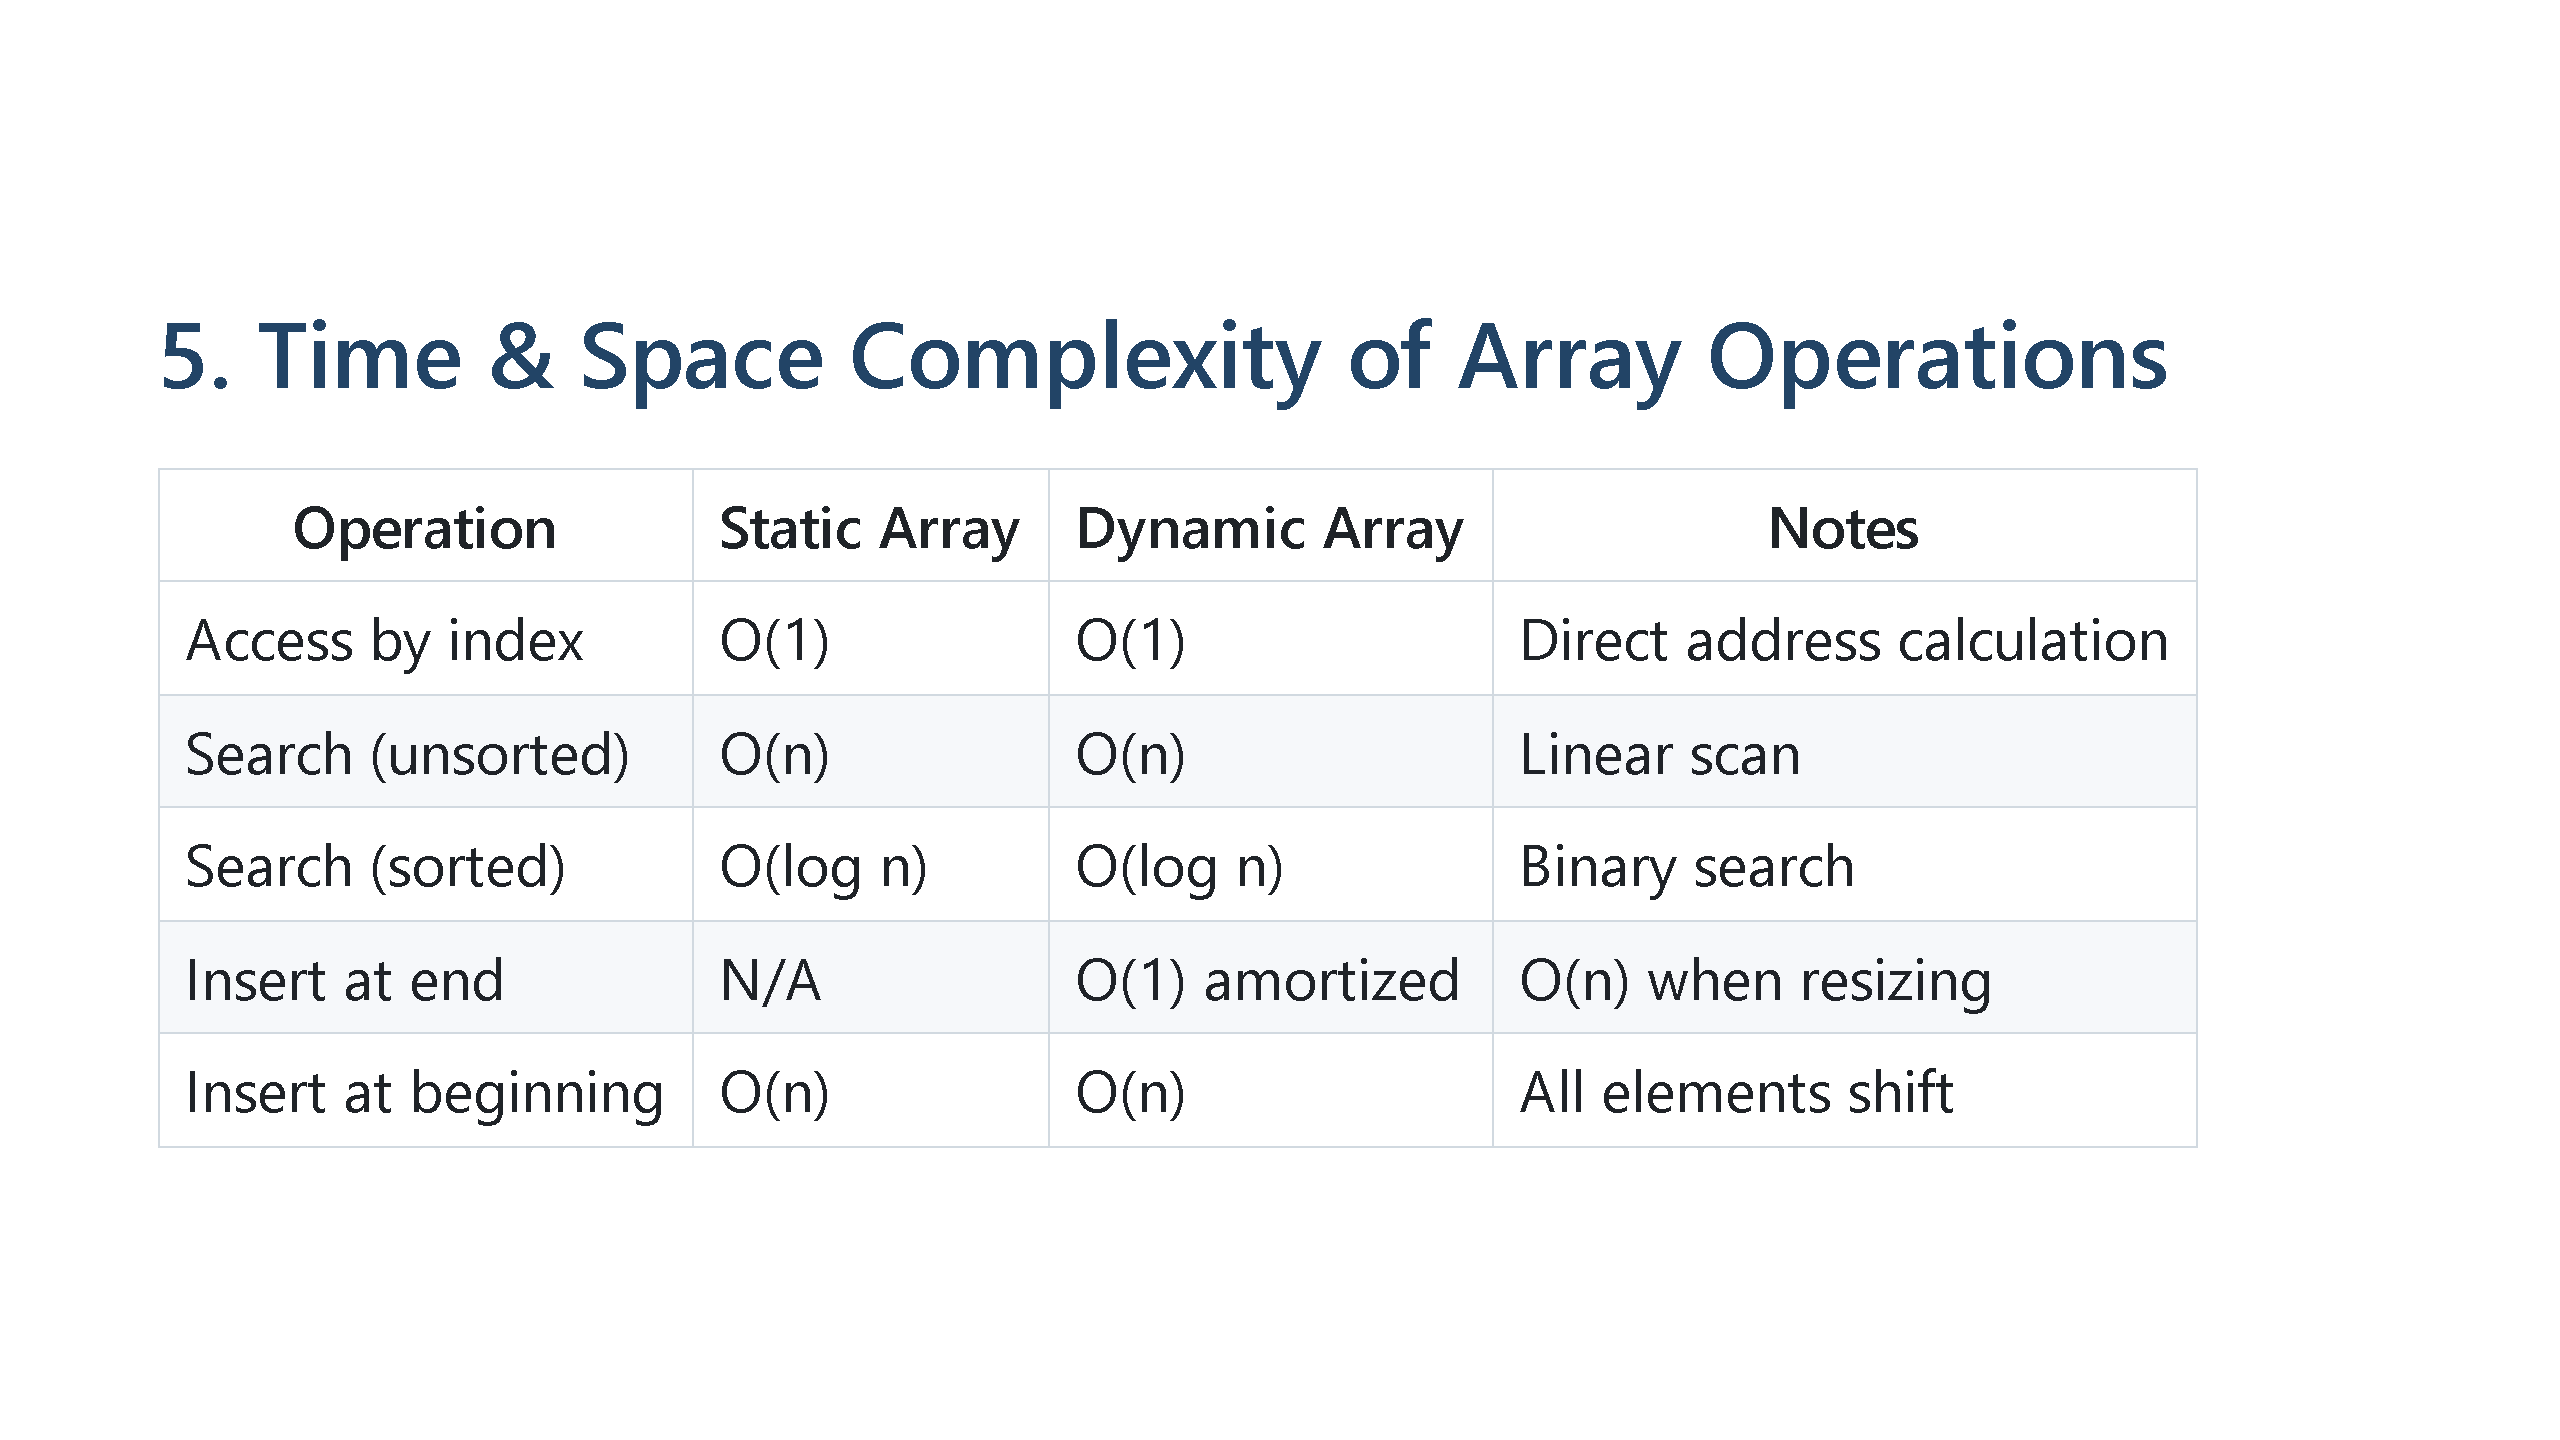 5. Time & Space Complexity of Array Operations
Operation Static Array Dynamic Array Notes
Access by index O(1) O(1) Direct address calculation
Search (unsorted) O(n) O(n) Linear scan
Search (sorted) O(log n) O(log n) Binary search
Insert at end N/A O(1) amortized O(n) when resizing
Insert at beginning O(n) O(n) All elements shift